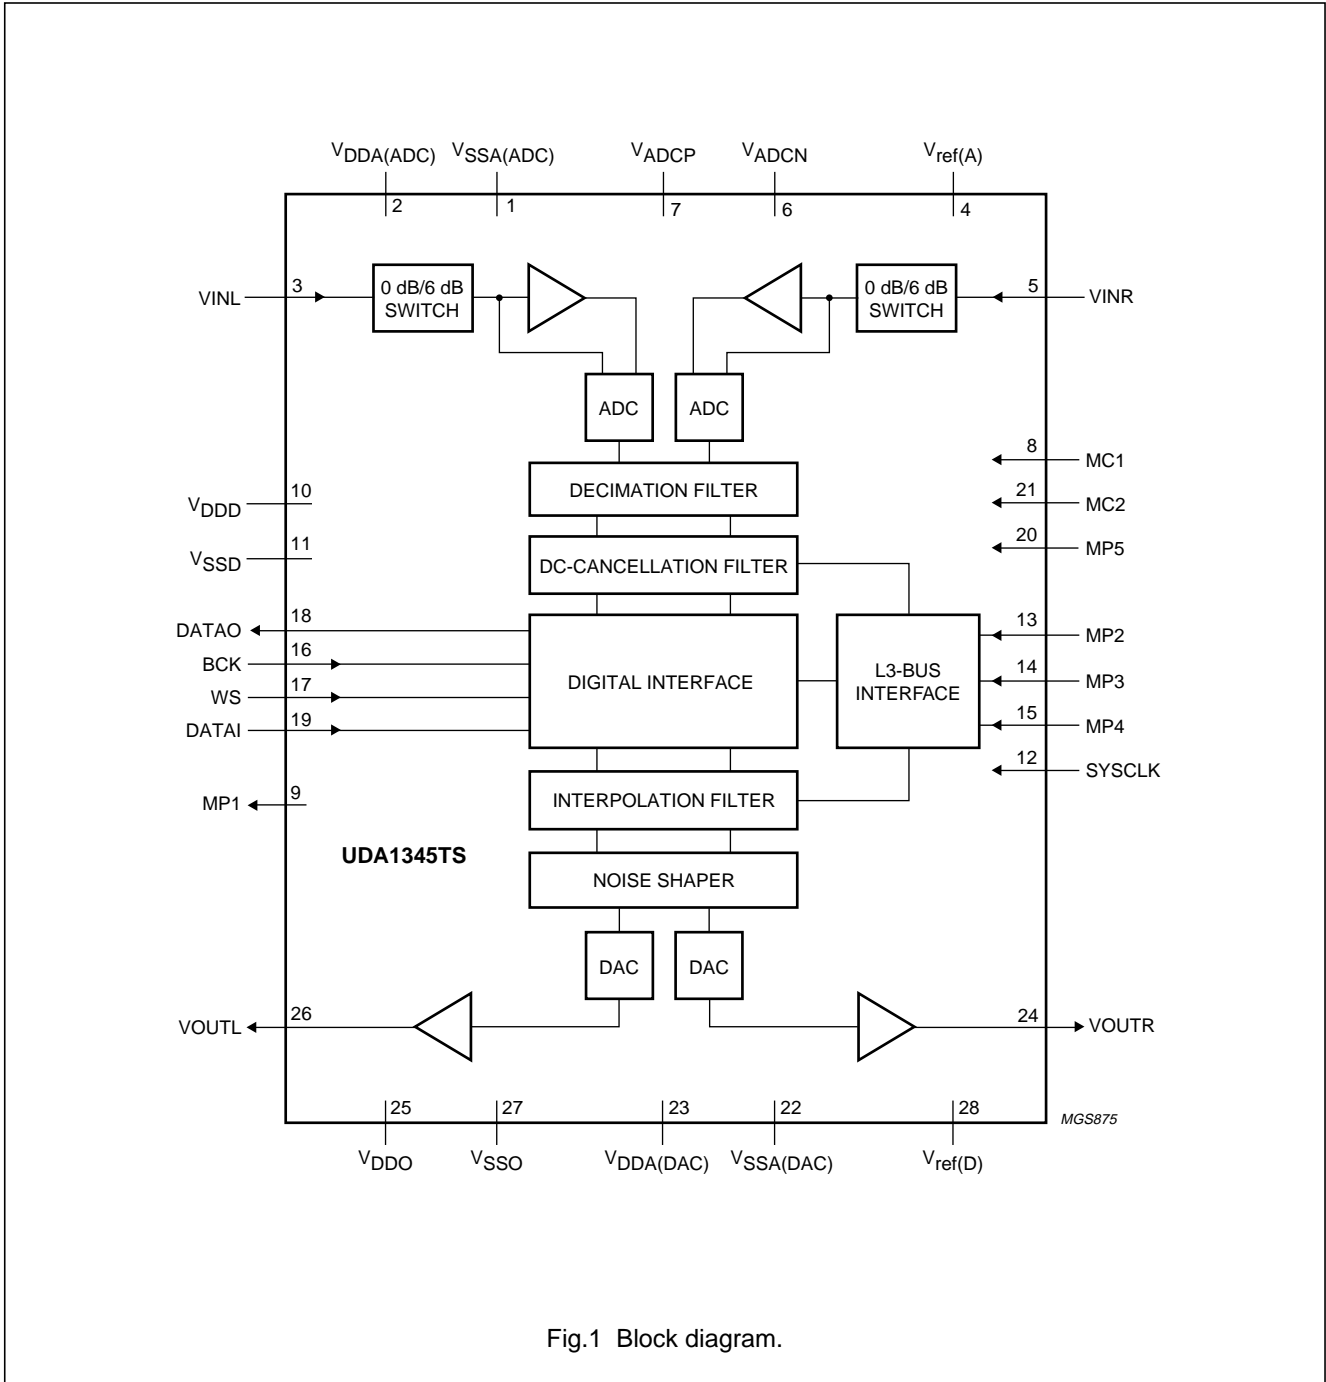 VDDA(ADC) VSSA(ADC) VADCP VADCN Vref(A)
2 1 7 6 4
VINL 3 0 dB/6 dB SWITCH 0 dB/6 dB SWITCH 5 VINR
ADC ADC
8 MC1
DECIMATION FILTER
VDDD 10
21 MC2
VSSD 11
20 MP5
DC-CANCELLATION FILTER
DATAO 18
13 MP2
BCK 16
DIGITAL INTERFACE
L3-BUS
INTERFACE
14 MP3
WS 17
DATAI 19
15 MP4
12 SYSCLK
MP1 9
INTERPOLATION FILTER
UDA1345TS
NOISE SHAPER
DAC DAC
VOUTL 26
24 VOUTR
25 27 23 22 28
MGS875
VDDO VSSO VDDA(DAC) VSSA(DAC) Vref(D)
Fig.1 Block diagram.